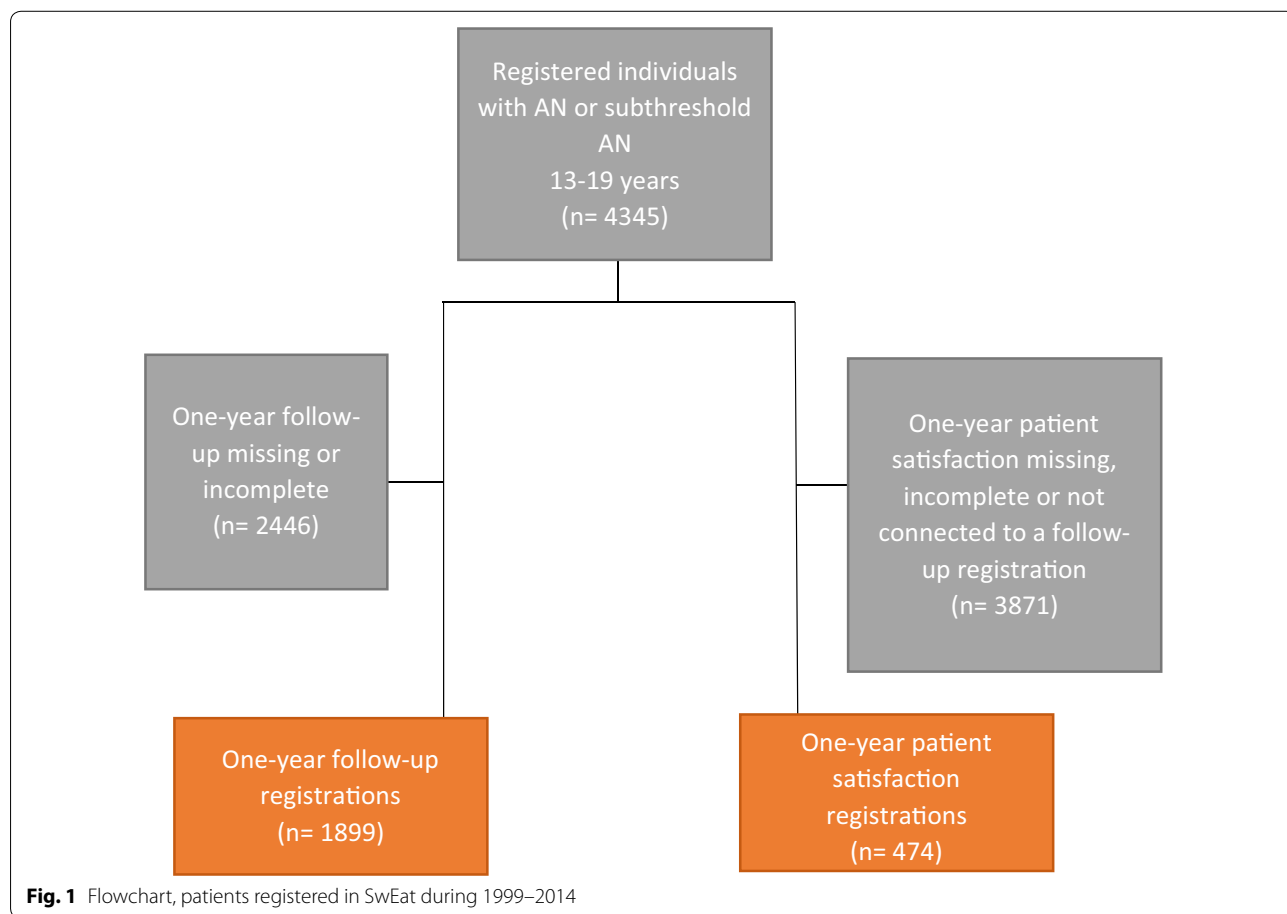 Registered individuals
with AN or subthreshold
AN
13-19 years
(n= 4345)
One-year follow-
up missing or
incomplete
(n= 2446)
One-year patient
satisfaction missing,
incomplete or not
connected to a follow-
up registration
(n= 3871)
One-year follow-up
registrations
(n= 1899)
One-year patient
satisfaction
registrations
(n= 474)
Fig. 1 Flowchart, patients registered in SwEat during 1999–2014